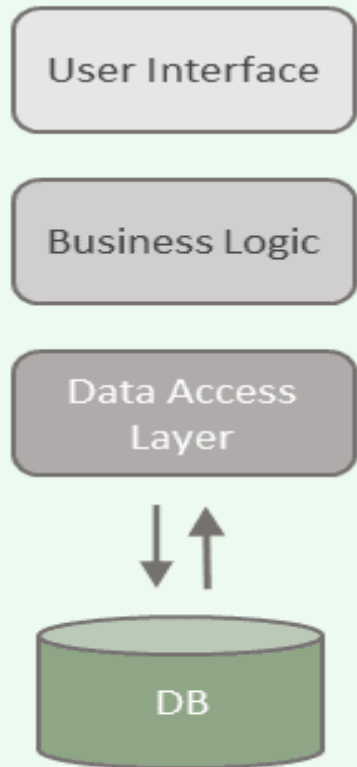 User Interface
Business Logic
Data Access
Layer
DB